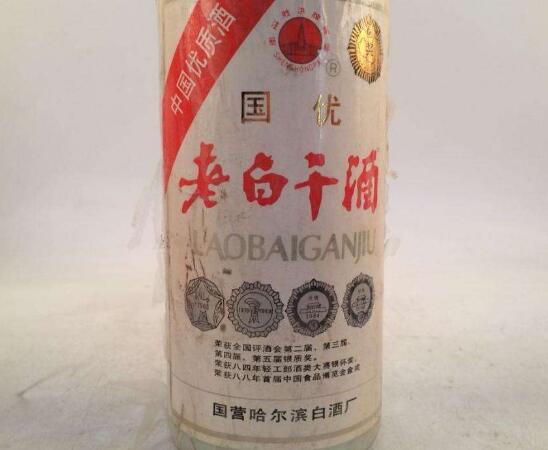 中国优质酒
R
国优
老白干酒
LAOBAIGANJIU
荣获全国评酒会第二届、第三届、
第四届、第五届银质奖。
荣获八四年轻工部酒类大赛银杯奖。
荣获八八年首届中国食品博览会金奖
国营哈尔滨白酒厂